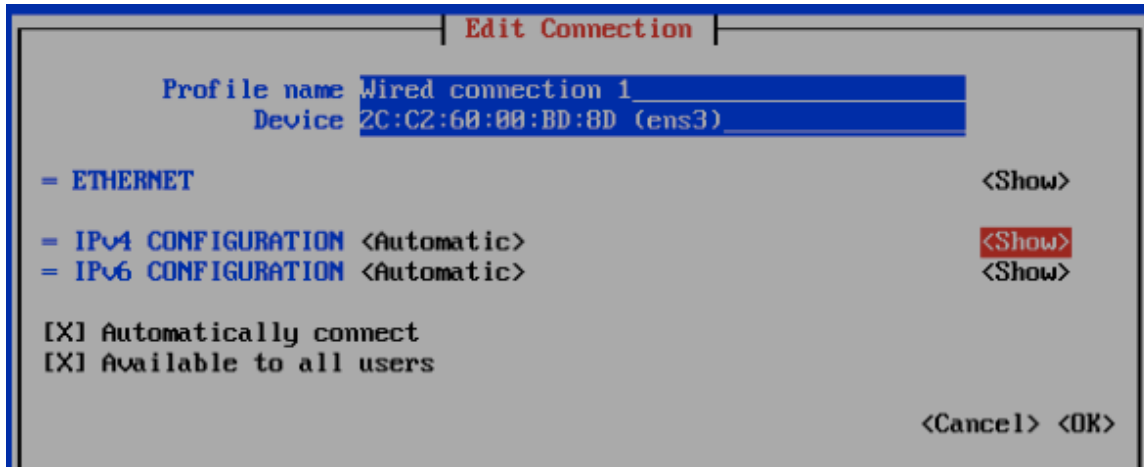 Edit Connection
Profile name Wired connection 1
Device 2C:C2:60:00:BD:8D (ens3)
= ETHERNET <Show>
= IPv4 CONFIGURATION <Automatic> <Show>
= IPv6 CONFIGURATION <Automatic> <Show>
[X] Automatically connect
[X] Available to all users
<Cancel> <OK>